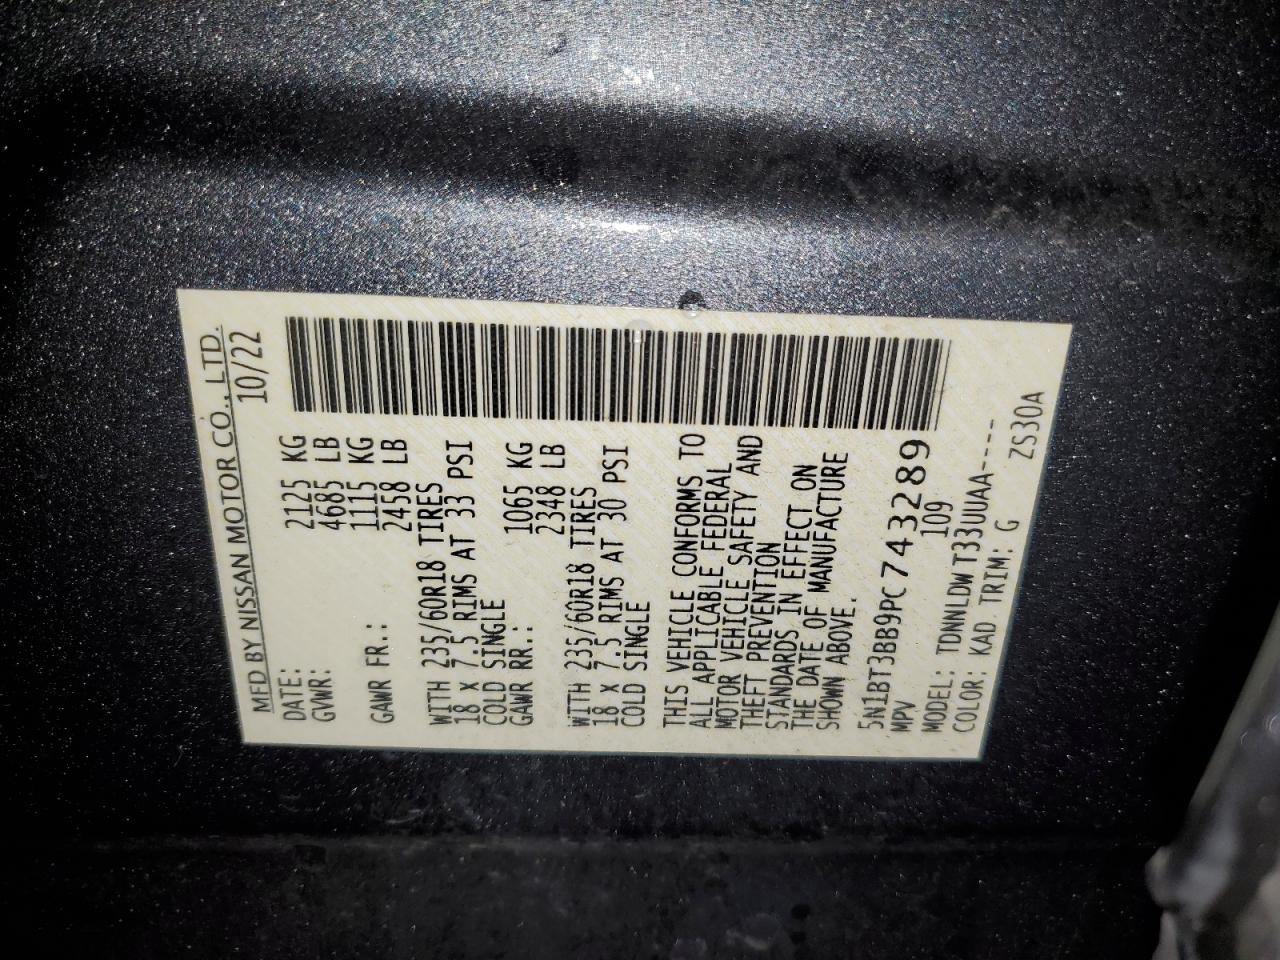 MFD BY NISSAN MOTOR CO., LTD.
DATE: 10/22
GVWR: 2125 KG
4685 LB
GAWR FR.: 1115 KG
2458 LB
WITH 235/60R18 TIRES
18 X 7.5 RIMS AT 33 PSI
COLD SINGLE
GAWR RR.: 1065 KG
2348 LB
WITH 235/60R18 TIRES
18 X 7.5 RIMS AT 30 PSI
COLD SINGLE
THIS VEHICLE CONFORMS TO
ALL APPLICABLE FEDERAL
MOTOR VEHICLE SAFETY AND
THEFT PREVENTION
STANDARDS IN EFFECT ON
THE DATE OF MANUFACTURE
SHOWN ABOVE.
5N1BT3BB9PC743289
MPV 109
MODEL: TDNNLDW T33UUAA----
COLOR: KAD TRIM: G ZS30A